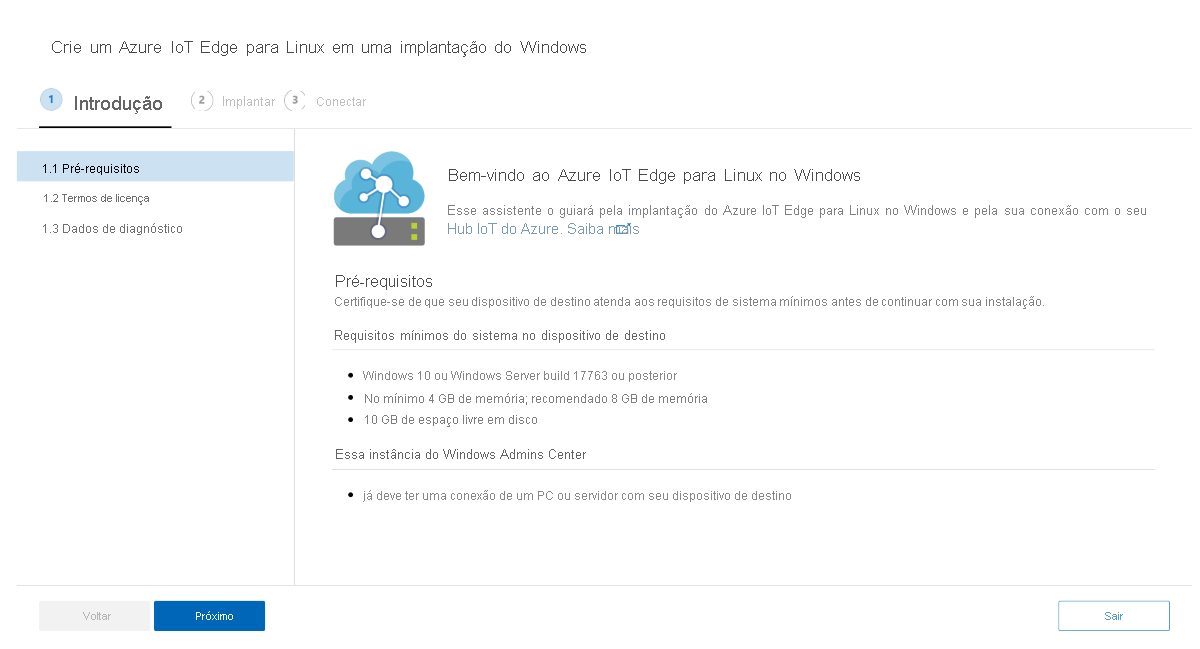 Crie um Azure IoT Edge para Linux em uma implantação do Windows
1 Introdução 2 Implantar 3 Conectar
1.1 Pré-requisitos
1.2 Termos de licença
1.3 Dados de diagnóstico
Bem-vindo ao Azure IoT Edge para Linux no Windows
Esse assistente o guiará pela implantação do Azure IoT Edge para Linux no Windows e pela sua conexão com o seu
Hub IoT do Azure. Saiba mais
Pré-requisitos
Certifique-se de que seu dispositivo de destino atenda aos requisitos de sistema mínimos antes de continuar com sua instalação.
Requisitos mínimos do sistema no dispositivo de destino
• Windows 10 ou Windows Server build 17763 ou posterior
• No mínimo 4 GB de memória; recomendado 8 GB de memória
• 10 GB de espaço livre em disco
Essa instância do Windows Admins Center
• já deve ter uma conexão de um PC ou servidor com seu dispositivo de destino
Voltar
Próximo
Sair